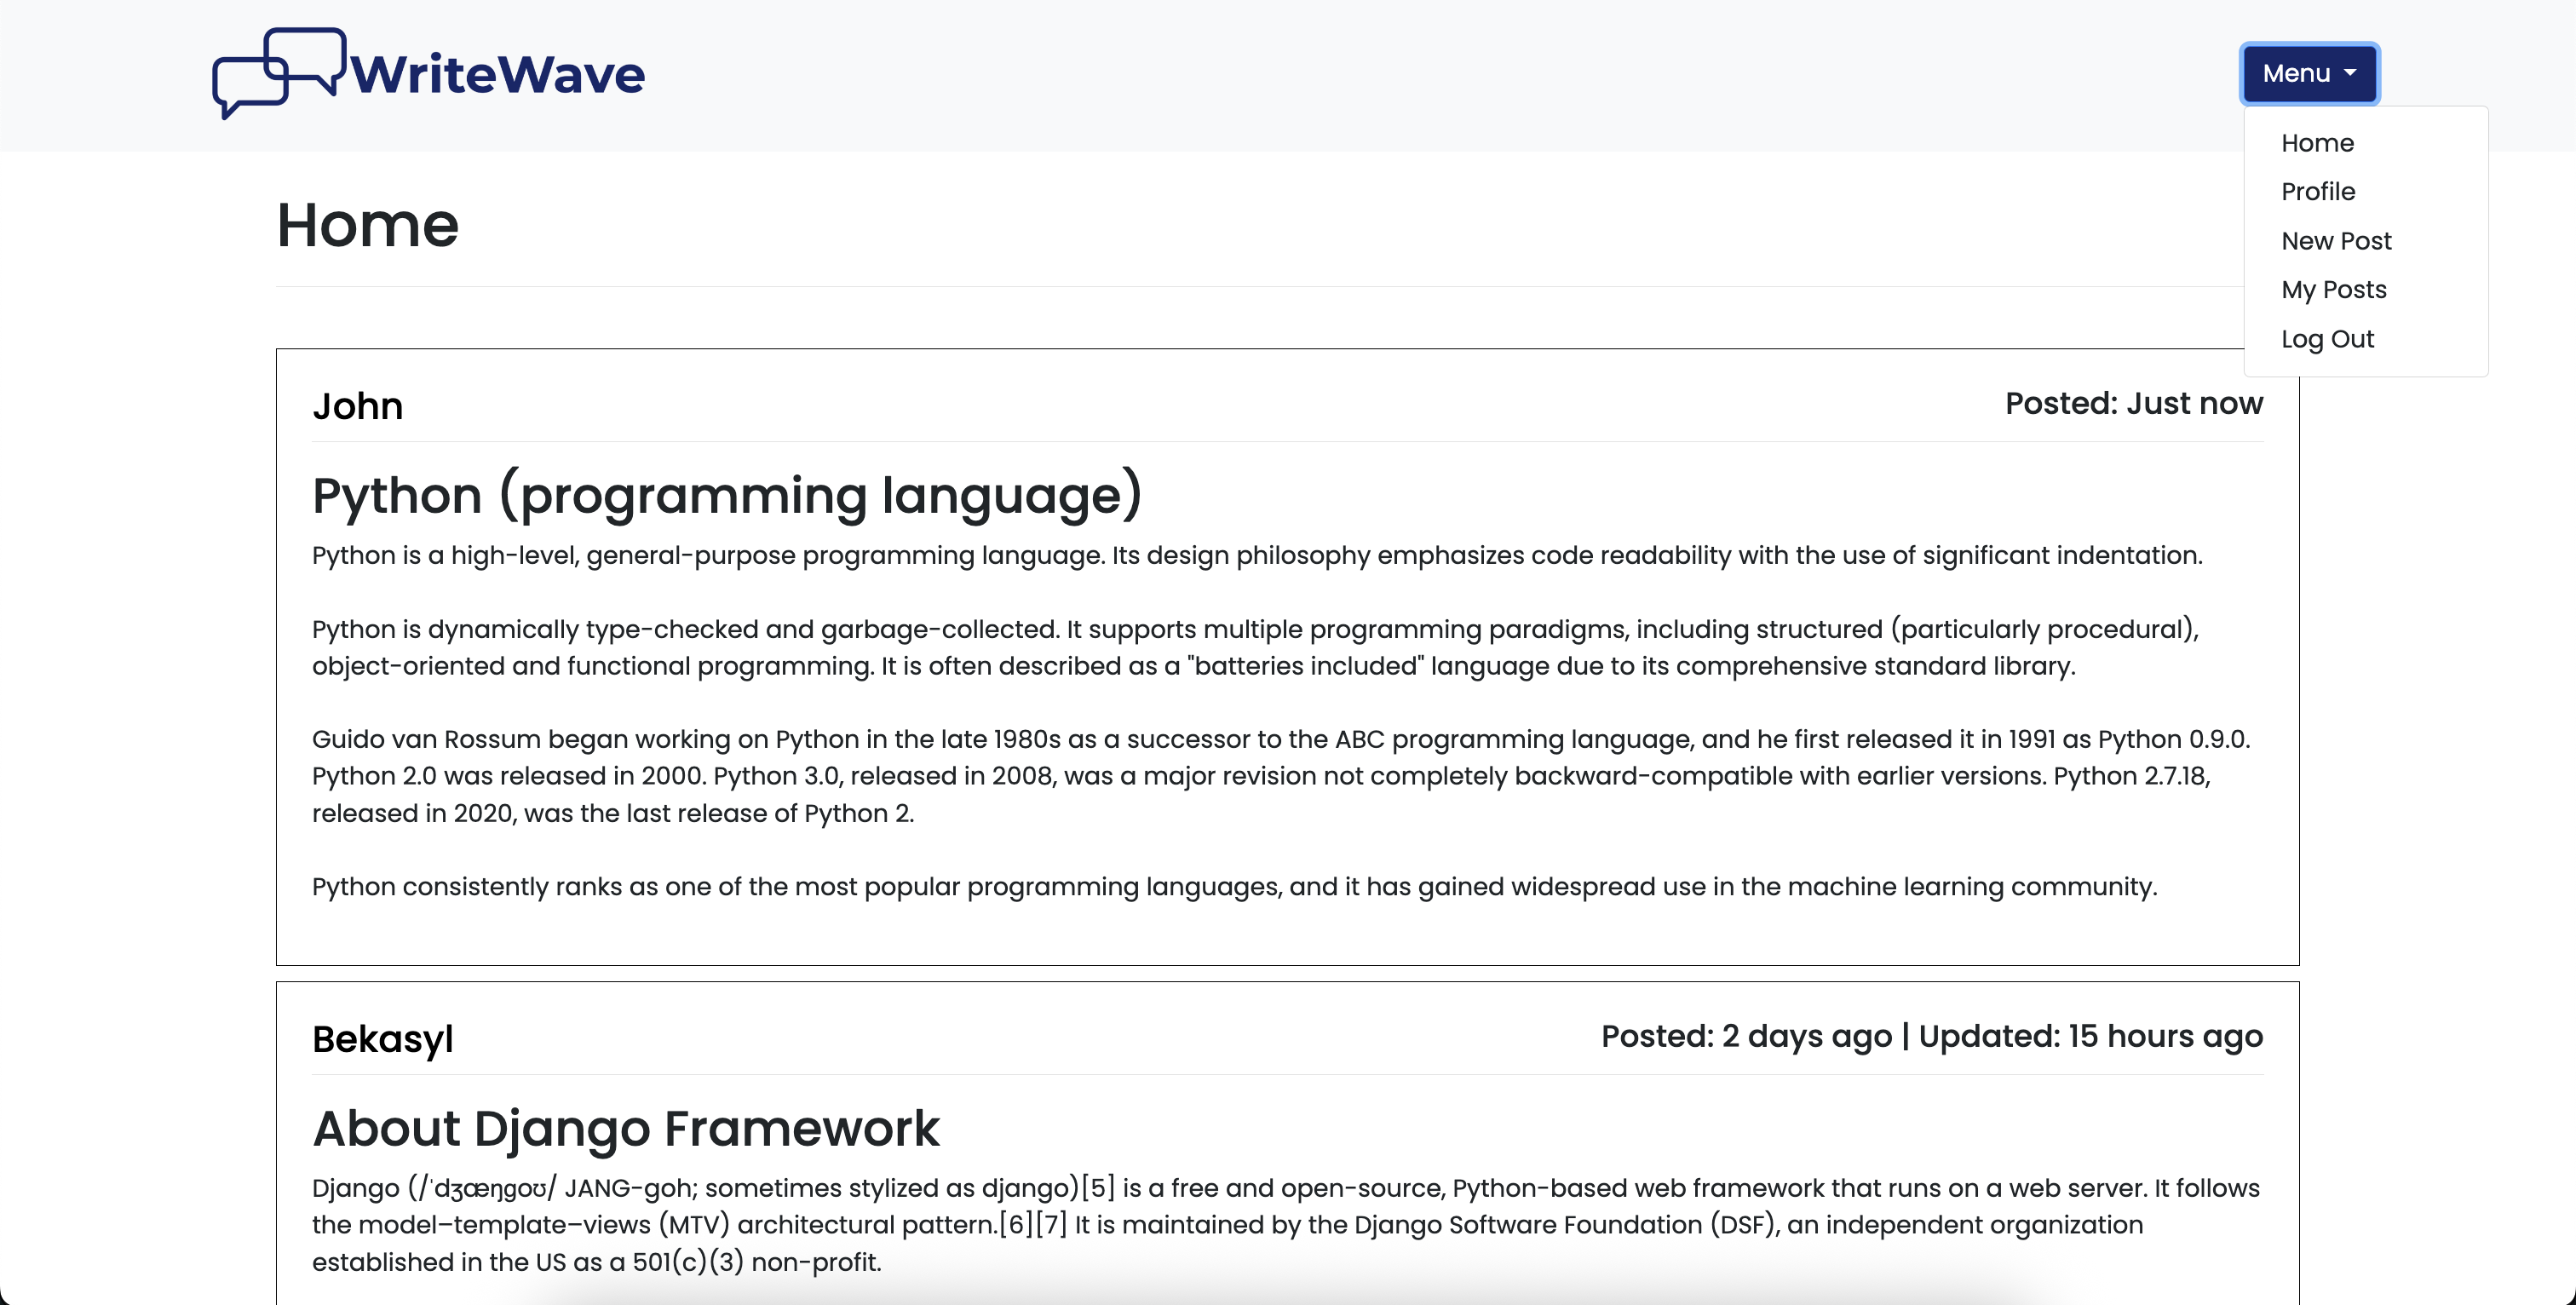 WriteWave
Menu
Home
Profile
New Post
My Posts
Log Out
Home
John
Posted: Just now
Python (programming language)
Python is a high-level, general-purpose programming language. Its design philosophy emphasizes code readability with the use of significant indentation.
Python is dynamically type-checked and garbage-collected. It supports multiple programming paradigms, including structured (particularly procedural),
object-oriented and functional programming. It is often described as a "batteries included" language due to its comprehensive standard library.
Guido van Rossum began working on Python in the late 1980s as a successor to the ABC programming language, and he first released it in 1991 as Python 0.9.0.
Python 2.0 was released in 2000. Python 3.0, released in 2008, was a major revision not completely backward-compatible with earlier versions. Python 2.7.18,
released in 2020, was the last release of Python 2.
Python consistently ranks as one of the most popular programming languages, and it has gained widespread use in the machine learning community.
Bekasyl
Posted: 2 days ago | Updated: 15 hours ago
About Django Framework
Django (/ˈdʒæŋɡoʊ/ JANG-goh; sometimes stylized as django)[5] is a free and open-source, Python-based web framework that runs on a web server. It follows
the model–template–views (MTV) architectural pattern.[6][7] It is maintained by the Django Software Foundation (DSF), an independent organization
established in the US as a 501(c)(3) non-profit.